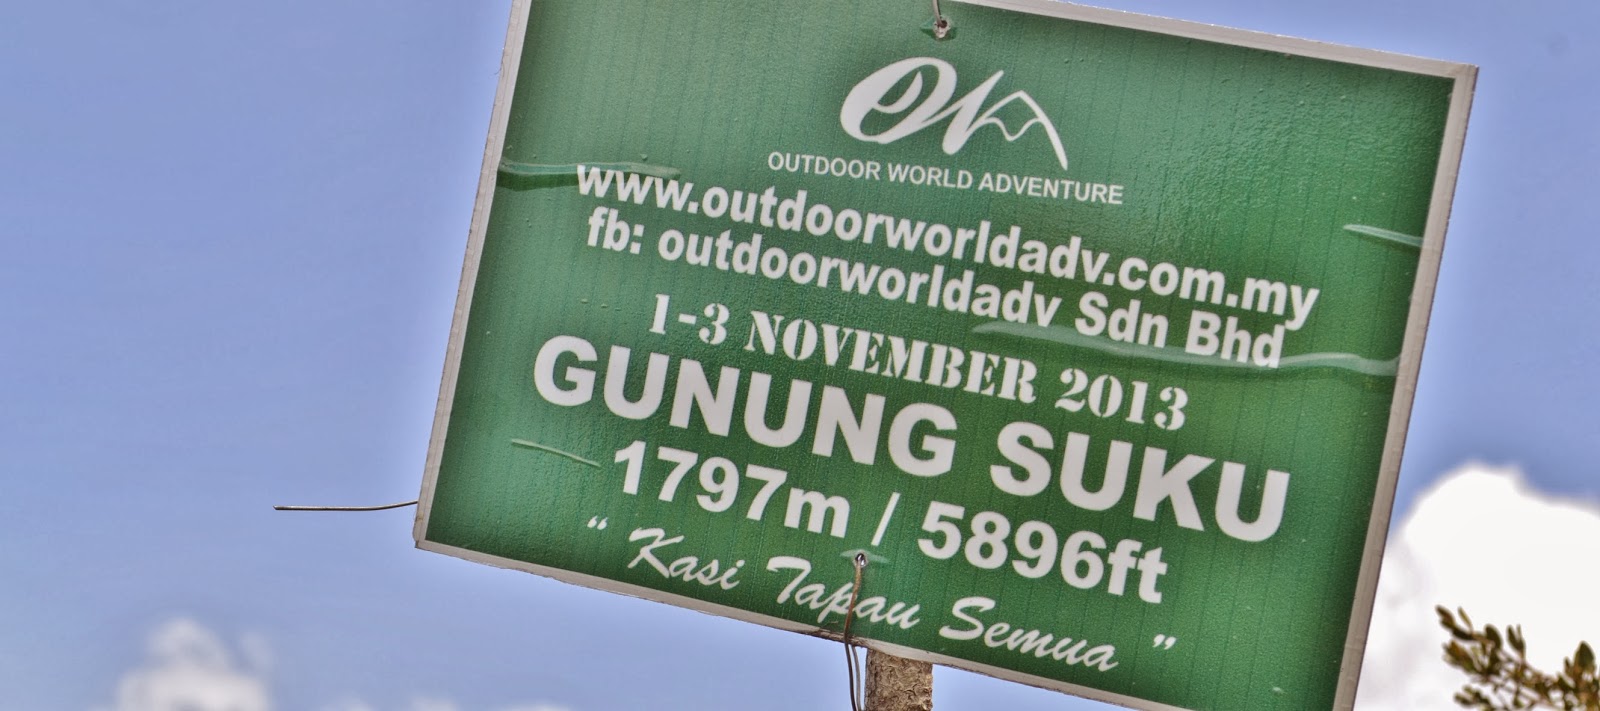 OWA
OUTDOOR WORLD ADVENTURE
www.outdoorworldadv.com.my
fb: outdoorworldadv Sdn Bhd
1-3 NOVEMBER 2013
GUNUNG SUKU
1797m / 5896ft
“ Kasi Tapau Semua ”